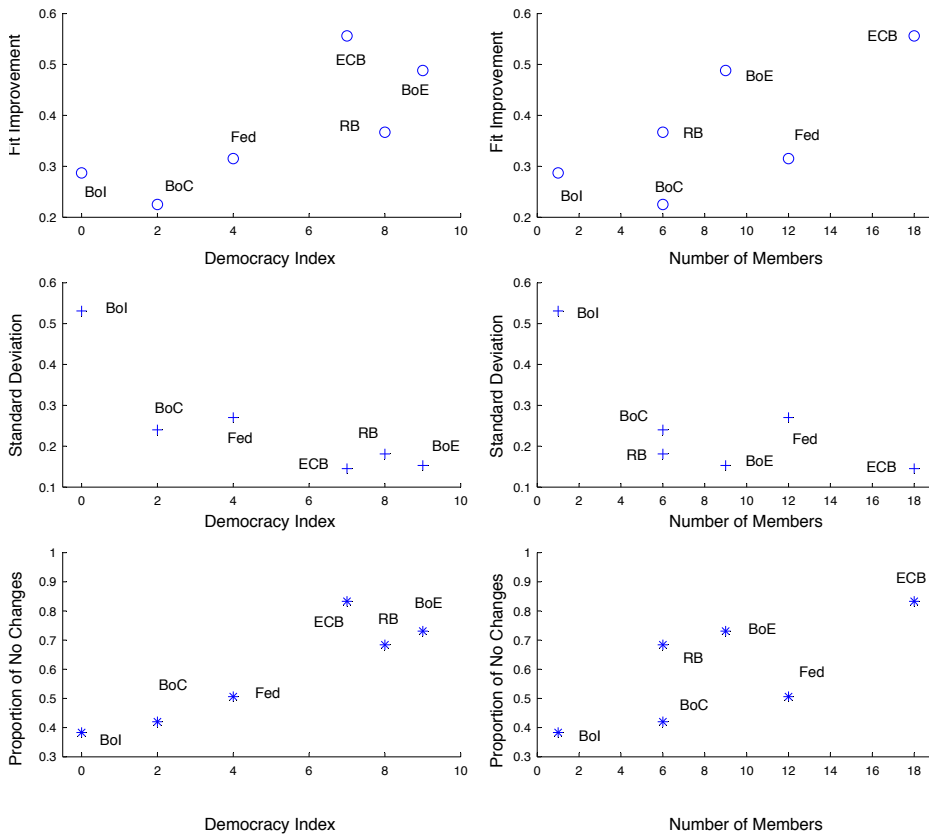 Fit Improvement
0.6
0.5
0.4
0.3
0.2
ECB
BoE
RB
Fed
BoI
BoC
0 2 4 6 8 10
Democracy Index
Fit Improvement
0.6
0.5
0.4
0.3
0.2
ECB
BoE
RB
Fed
BoI
BoC
0 2 4 6 8 10 12 14 16 18
Number of Members
Standard Deviation
0.6
0.5
0.4
0.3
0.2
0.1
BoI
BoC
Fed
RB
BoE
ECB
0 2 4 6 8 10
Democracy Index
Standard Deviation
0.6
0.5
0.4
0.3
0.2
0.1
BoI
BoC
Fed
RB
BoE
ECB
0 2 4 6 8 10 12 14 16 18
Number of Members
Proportion of No Changes
1
0.9
0.8
0.7
0.6
0.5
0.4
0.3
BoE
ECB
RB
BoC
Fed
BoI
0 2 4 6 8 10
Democracy Index
Proportion of No Changes
1
0.9
0.8
0.7
0.6
0.5
0.4
0.3
ECB
BoE
RB
Fed
BoC
BoI
0 2 4 6 8 10 12 14 16 18
Number of Members